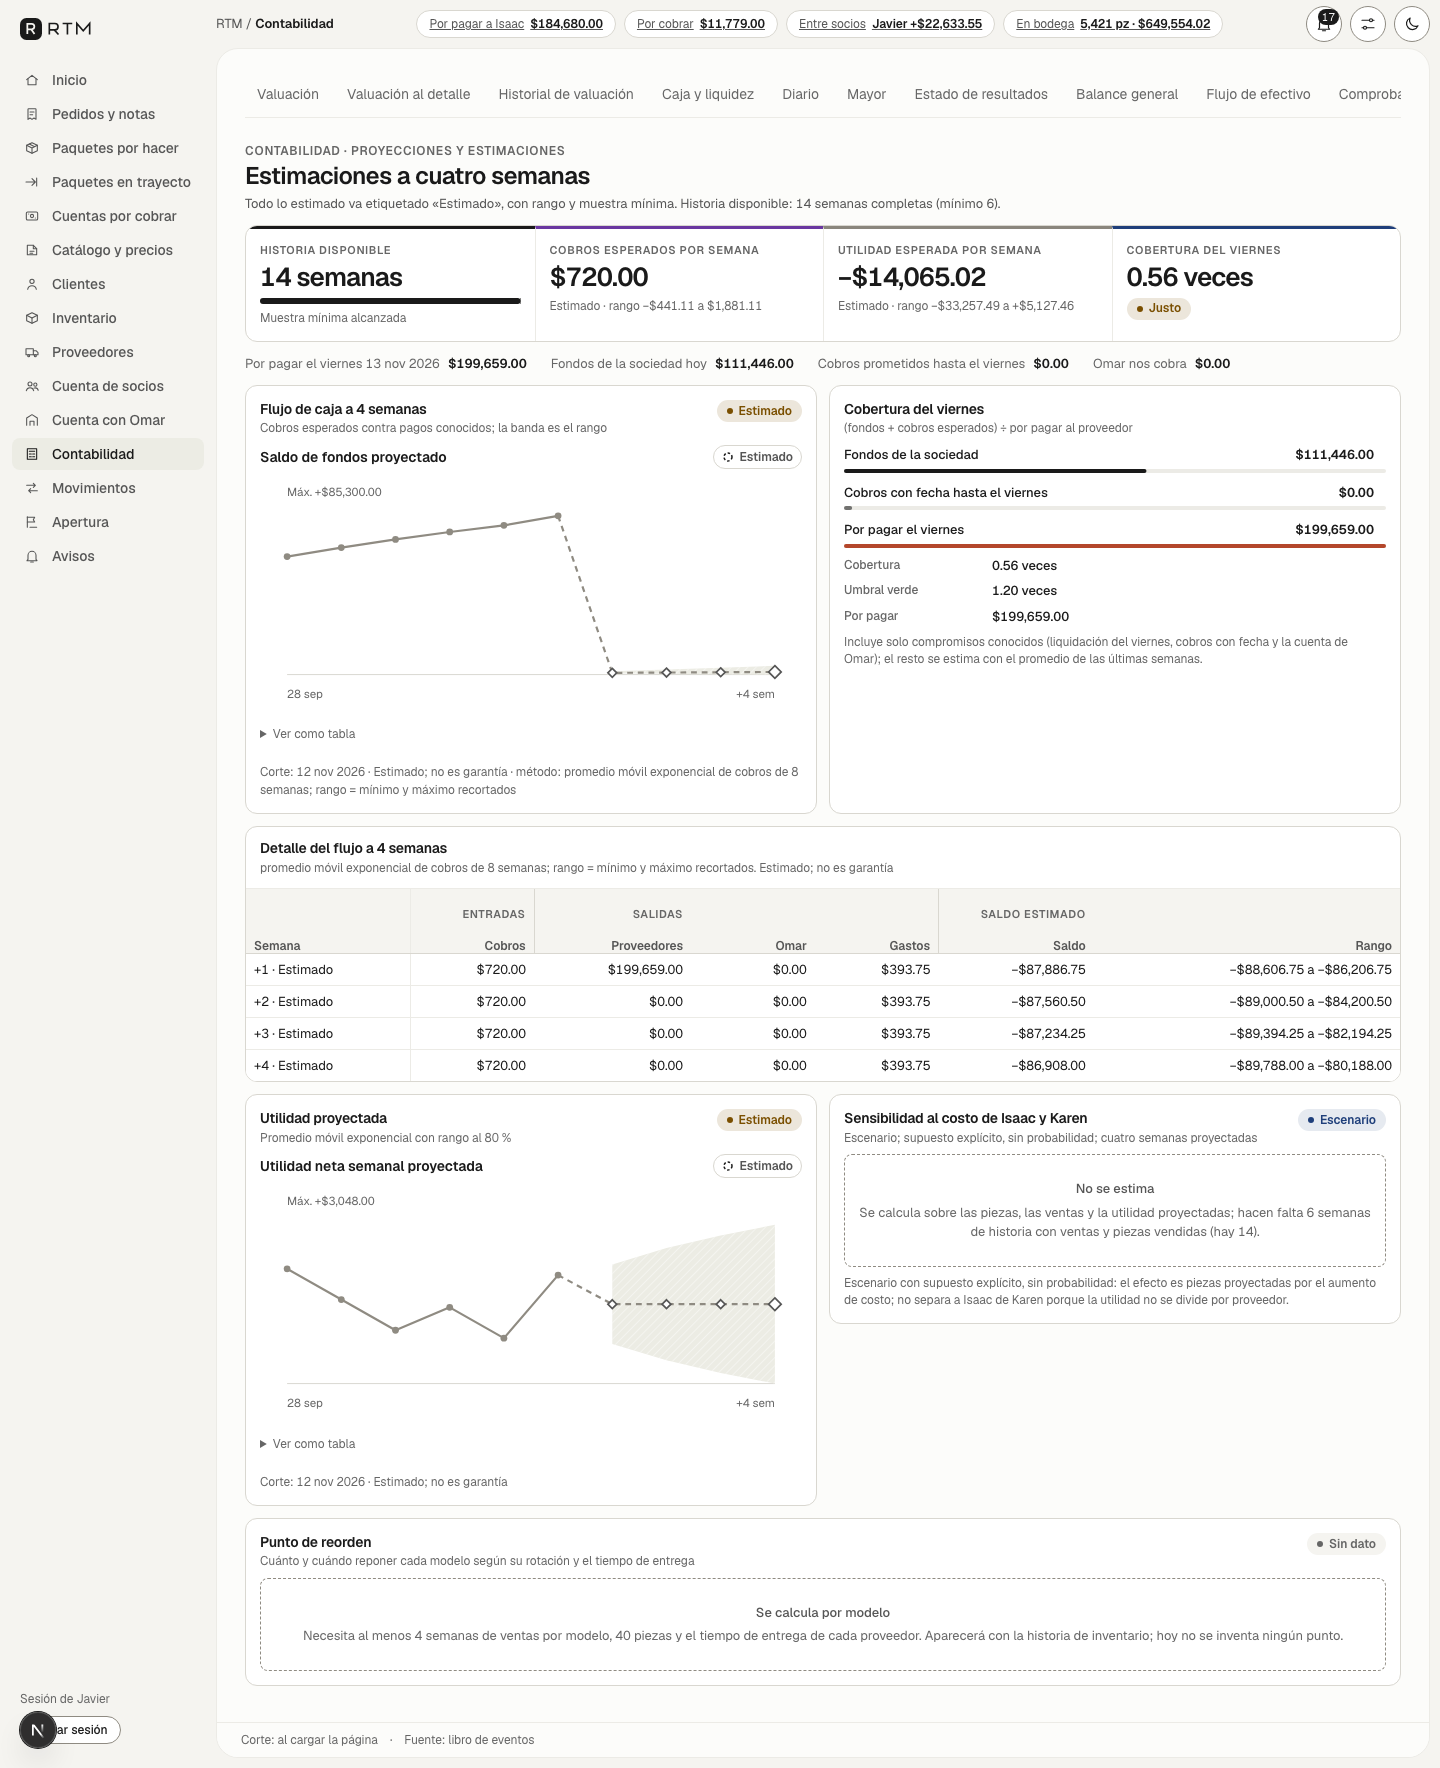 R RTM
RTM / Contabilidad
Por pagar a Isaac $184,680.00
Por cobrar $11,779.00
Entre socios Javier +$22,633.55
En bodega 5,421 pz · $649,554.02
17
Inicio
Pedidos y notas
Paquetes por hacer
Paquetes en trayecto
Cuentas por cobrar
Catálogo y precios
Clientes
Inventario
Proveedores
Cuenta de socios
Cuenta con Omar
Contabilidad
Movimientos
Apertura
Avisos
Sesión de Javier
N
ar sesión
Valuación Valuación al detalle Historial de valuación Caja y liquidez Diario Mayor Estado de resultados Balance general Flujo de efectivo Comproba
CONTABILIDAD · PROYECCIONES Y ESTIMACIONES
Estimaciones a cuatro semanas
Todo lo estimado va etiquetado «Estimado», con rango y muestra mínima. Historia disponible: 14 semanas completas (mínimo 6).
HISTORIA DISPONIBLE
14 semanas
Muestra mínima alcanzada
COBROS ESPERADOS POR SEMANA
$720.00
Estimado · rango −$441.11 a $1,881.11
UTILIDAD ESPERADA POR SEMANA
−$14,065.02
Estimado · rango −$33,257.49 a +$5,127.46
COBERTURA DEL VIERNES
0.56 veces
Justo
Por pagar el viernes 13 nov 2026 $199,659.00 Fondos de la sociedad hoy $111,446.00 Cobros prometidos hasta el viernes $0.00 Omar nos cobra $0.00
Flujo de caja a 4 semanas
Estimado
Cobros esperados contra pagos conocidos; la banda es el rango
Saldo de fondos proyectado
Estimado
Máx. +$85,300.00
28 sep
+4 sem
Ver como tabla
Corte: 12 nov 2026 · Estimado; no es garantía · método: promedio móvil exponencial de cobros de 8
semanas; rango = mínimo y máximo recortados
Cobertura del viernes
(fondos + cobros esperados) ÷ por pagar al proveedor
Fondos de la sociedad $111,446.00
Cobros con fecha hasta el viernes $0.00
Por pagar el viernes $199,659.00
Cobertura 0.56 veces
Umbral verde 1.20 veces
Por pagar $199,659.00
Incluye solo compromisos conocidos (liquidación del viernes, cobros con fecha y la cuenta de
Omar); el resto se estima con el promedio de las últimas semanas.
Detalle del flujo a 4 semanas
promedio móvil exponencial de cobros de 8 semanas; rango = mínimo y máximo recortados. Estimado; no es garantía
ENTRADAS SALIDAS SALDO ESTIMADO
Semana Cobros Proveedores Omar Gastos Saldo Rango
+1 · Estimado $720.00 $199,659.00 $0.00 $393.75 −$87,886.75 −$88,606.75 a −$86,206.75
+2 · Estimado $720.00 $0.00 $0.00 $393.75 −$87,560.50 −$89,000.50 a −$84,200.50
+3 · Estimado $720.00 $0.00 $0.00 $393.75 −$87,234.25 −$89,394.25 a −$82,194.25
+4 · Estimado $720.00 $0.00 $0.00 $393.75 −$86,908.00 −$89,788.00 a −$80,188.00
Utilidad proyectada
Estimado
Promedio móvil exponencial con rango al 80 %
Utilidad neta semanal proyectada
Estimado
Máx. +$3,048.00
28 sep
+4 sem
Ver como tabla
Corte: 12 nov 2026 · Estimado; no es garantía
Sensibilidad al costo de Isaac y Karen
Escenario
Escenario; supuesto explícito, sin probabilidad; cuatro semanas proyectadas
No se estima
Se calcula sobre las piezas, las ventas y la utilidad proyectadas; hacen falta 6 semanas
de historia con ventas y piezas vendidas (hay 14).
Escenario con supuesto explícito, sin probabilidad: el efecto es piezas proyectadas por el aumento
de costo; no separa a Isaac de Karen porque la utilidad no se divide por proveedor.
Punto de reorden
Sin dato
Cuánto y cuándo reponer cada modelo según su rotación y el tiempo de entrega
Se calcula por modelo
Necesita al menos 4 semanas de ventas por modelo, 40 piezas y el tiempo de entrega de cada proveedor. Aparecerá con la historia de inventario; hoy no se inventa ningún punto.
Corte: al cargar la página · Fuente: libro de eventos